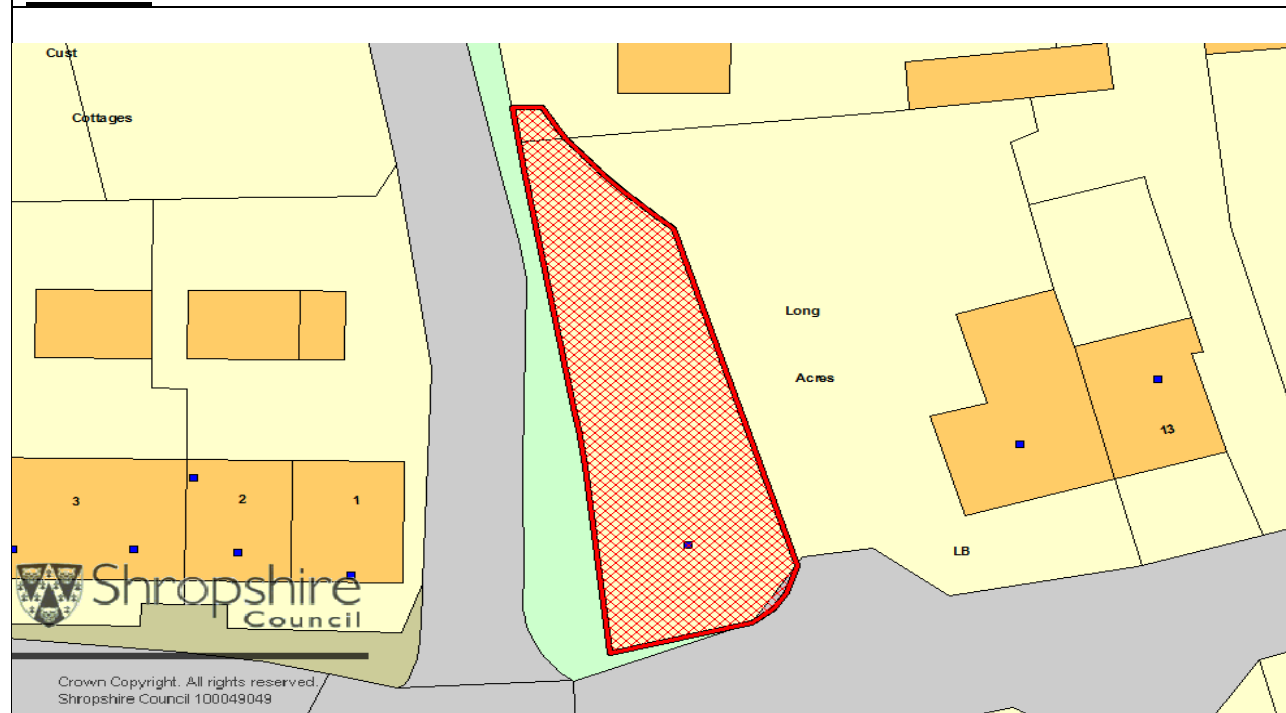 Cust
Cottages
Long
Acres
13
3
2
1
LB
Shropshire
Council
Crown Copyright. All rights reserved.
Shropshire Council 100049049